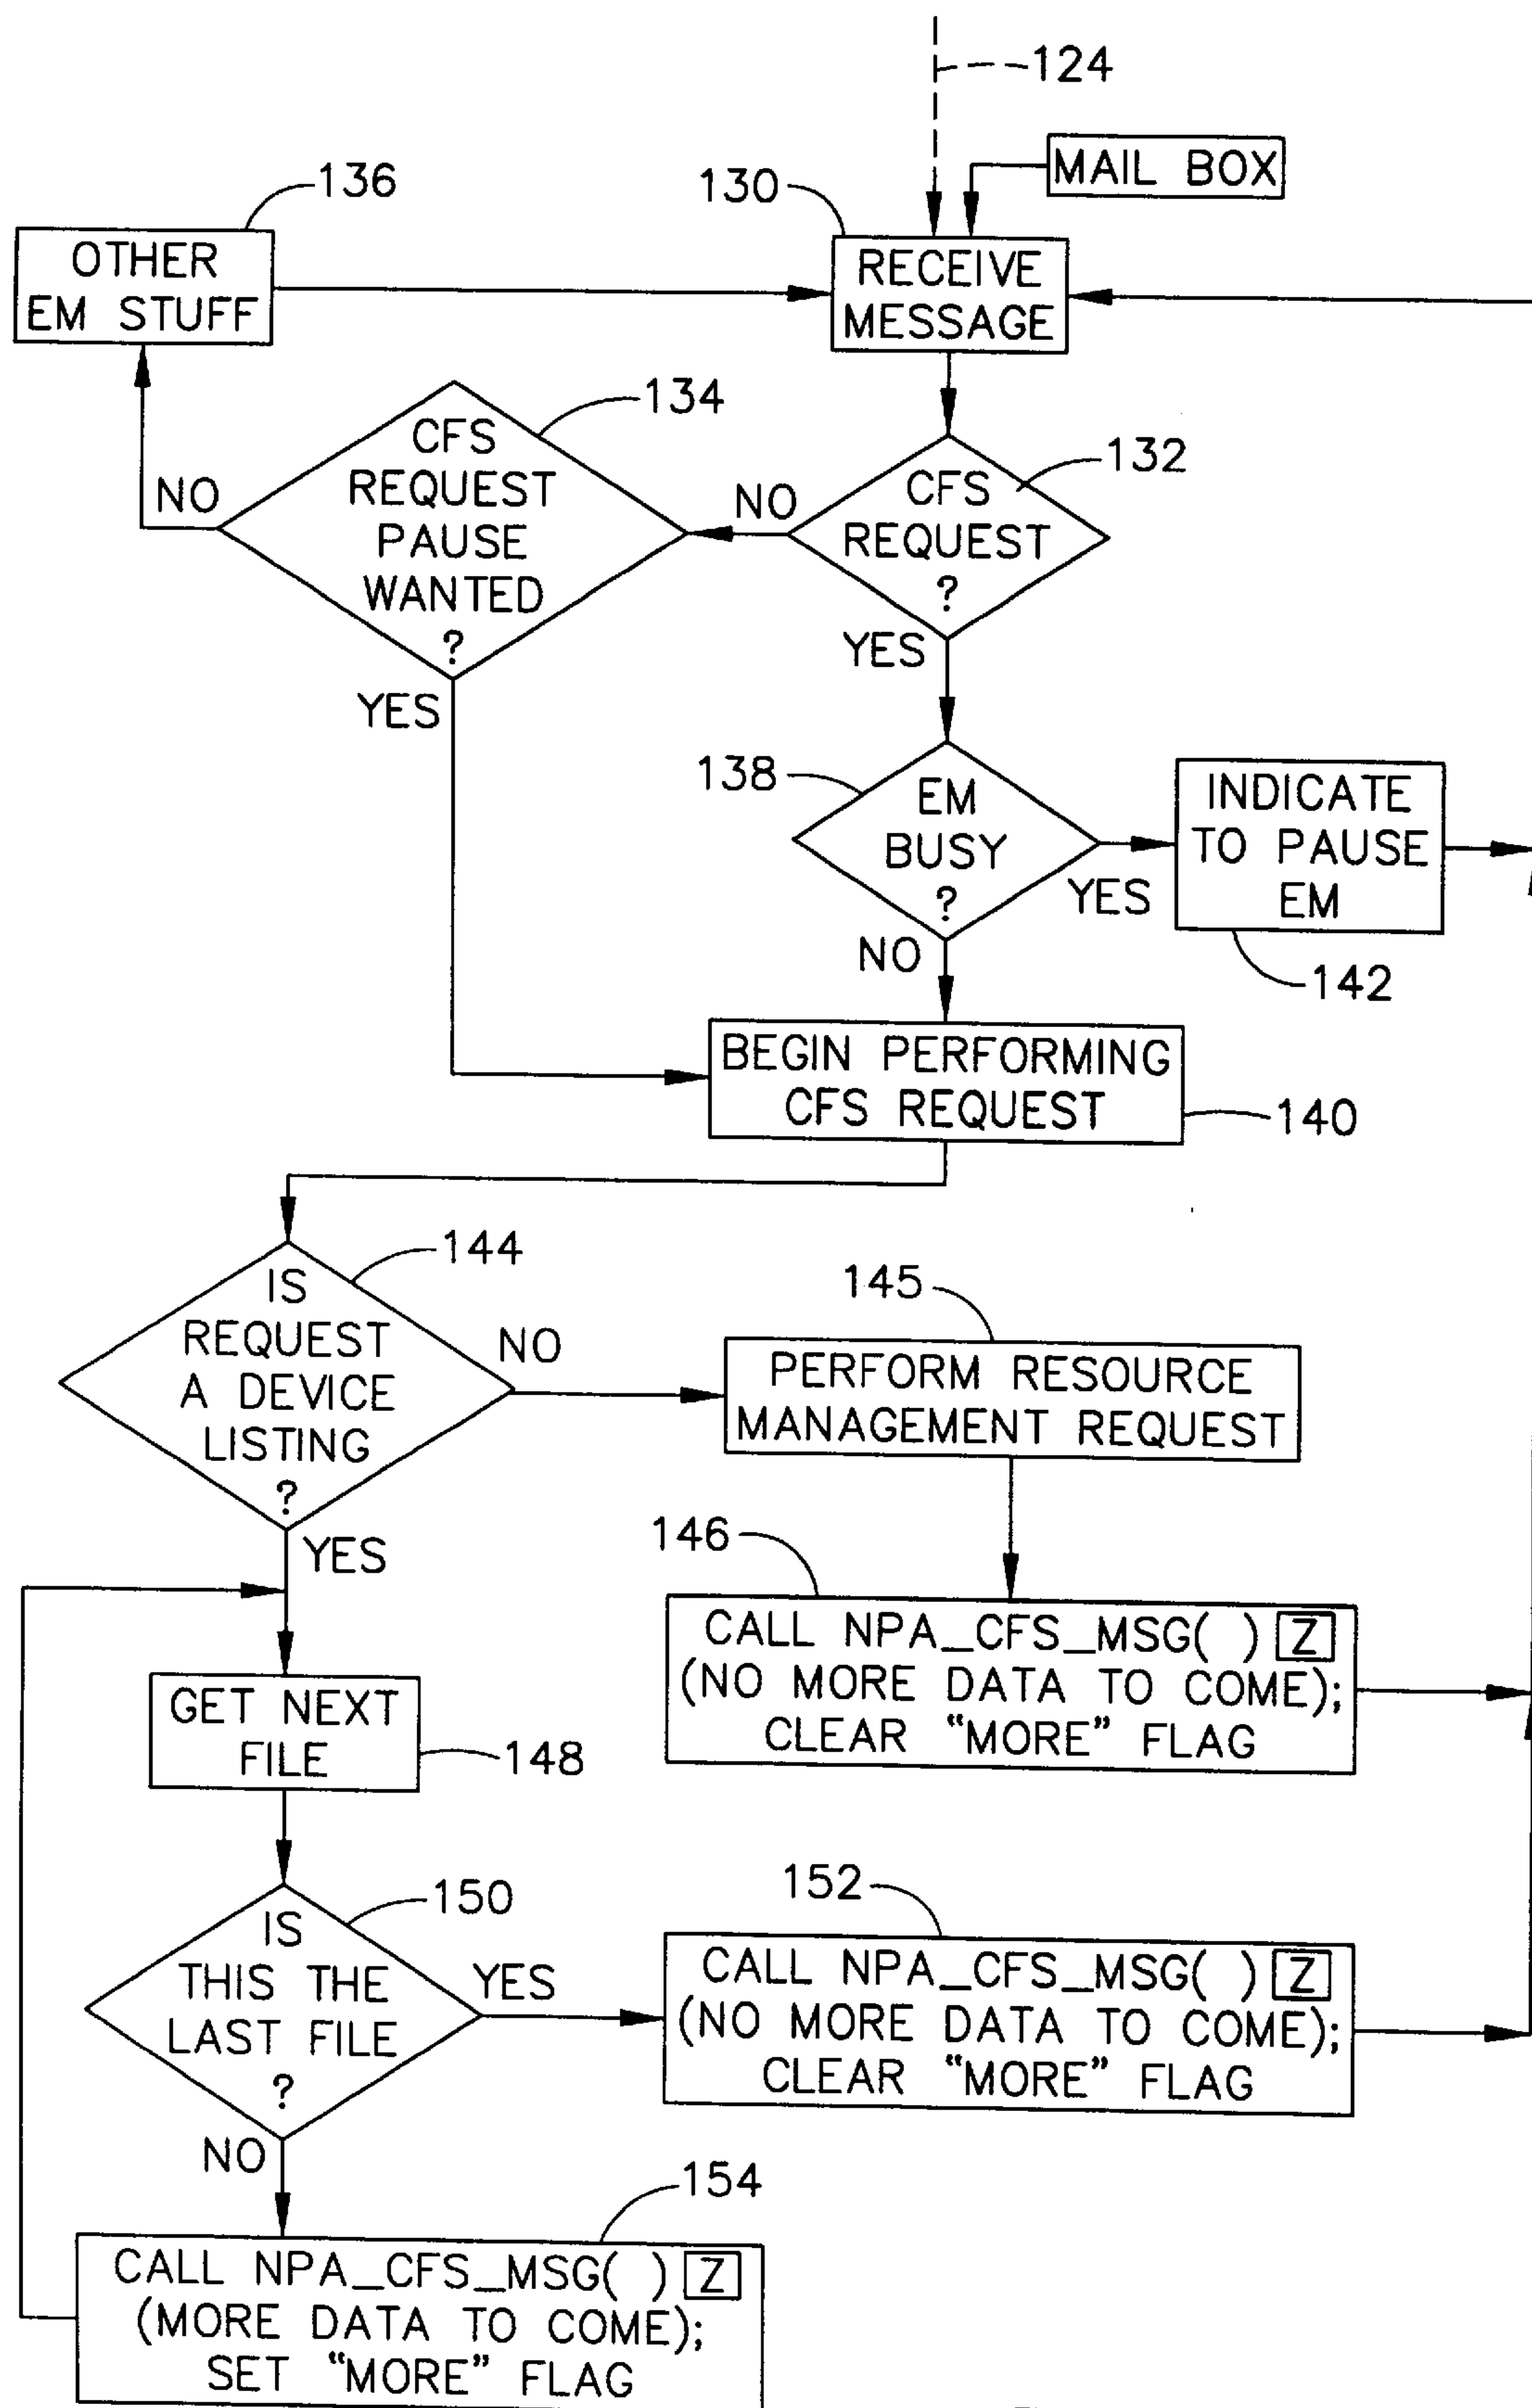 124
MAIL BOX
136
130
OTHER
EM STUFF
RECEIVE
MESSAGE
134
CFS
REQUEST
PAUSE
WANTED
?
NO
NO
132
CFS
REQUEST
?
YES
YES
138
EM
BUSY
?
YES
NO
INDICATE
TO PAUSE
EM
142
BEGIN PERFORMING
CFS REQUEST
140
144
IS
REQUEST
A DEVICE
LISTING
?
NO
YES
145
PERFORM RESOURCE
MANAGEMENT REQUEST
146
CALL NPA_CFS_MSG( ) Z
(NO MORE DATA TO COME);
CLEAR "MORE" FLAG
GET NEXT
FILE
148
150
IS
THIS THE
LAST FILE
?
YES
NO
152
CALL NPA_CFS_MSG( ) Z
(NO MORE DATA TO COME);
CLEAR "MORE" FLAG
154
CALL NPA_CFS_MSG( ) Z
(MORE DATA TO COME);
SET "MORE" FLAG